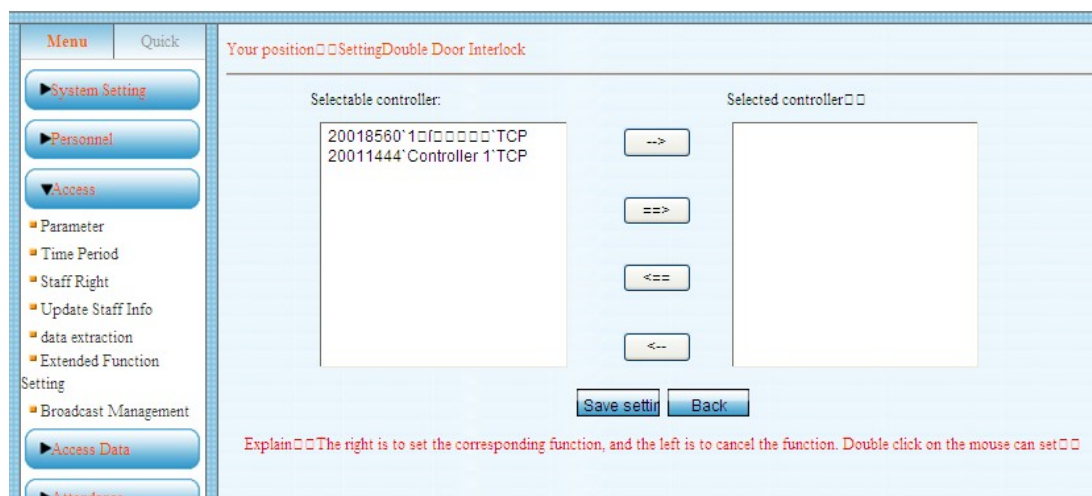 Menu
Quick
Your position□□SettingDouble Door Interlock
▶System Setting
▶Personnel
▼Access
Parameter
Time Period
Staff Right
Update Staff Info
data extraction
Extended Function
Setting
Broadcast Management
▶Access Data
Selectable controller:
20018560`1□ſ□□□□□`TCP
20011444`Controller 1`TCP
-->
==>
<==
<--
Selected controller□□
Save settin
Back
Explain□□The right is to set the corresponding function, and the left is to cancel the function. Double click on the mouse can set□□